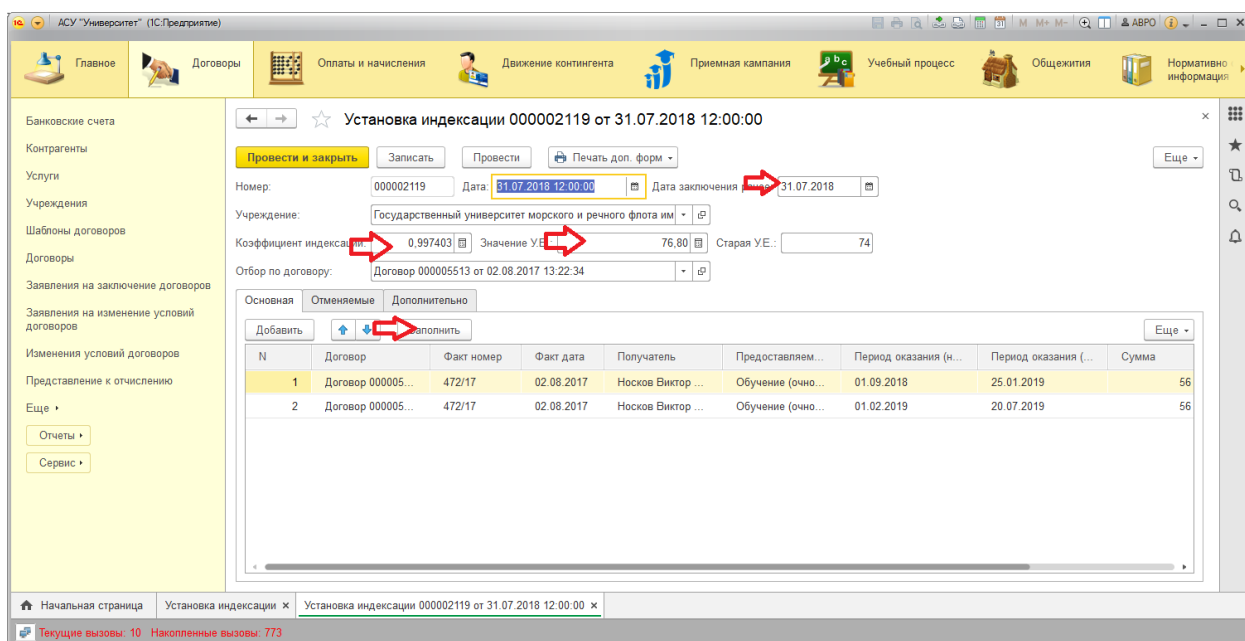 АСУ "Университет" (1С:Предприятие) M M+ M- ABPO
Главное Договоры Оплаты и начисления Движение контингента Приемная кампания Учебный процесс Общежития Нормативно информация
Банковские счета
Контрагенты
Услуги
Учреждения
Шаблоны договоров
Договоры
Заявления на заключение договоров
Заявления на изменение условий
договоров
Изменения условий договоров
Представление к отчислению
Еще
Отчеты
Сервис
Установка индексации 000002119 от 31.07.2018 12:00:00
Провести и закрыть Записать Провести Печать доп. форм Еще
Номер: 000002119 Дата: 31.07.2018 12:00:00 Дата заключения 31.07.2018
Учреждение: Государственный университет морского и речного флота им
Коэффициент индексации: 0,997403 Значение У.Е.: 76,80 Старая У.Е.: 74
Отбор по договору: Договор 000005513 от 02.08.2017 13:22:34
Основная Отменяемые Дополнительно
Добавить Заполнить Еще
N Договор Факт номер Факт дата Получатель Предоставляем... Период оказания (н... Период оказания (... Сумма
1 Договор 000005... 472/17 02.08.2017 Носков Виктор ... Обучение (очно... 01.09.2018 25.01.2019 56
2 Договор 000005... 472/17 02.08.2017 Носков Виктор ... Обучение (очно... 01.02.2019 20.07.2019 56
Начальная страница Установка индексации Установка индексации 000002119 от 31.07.2018 12:00:00
Текущие вызовы: 10 Накопленные вызовы: 773